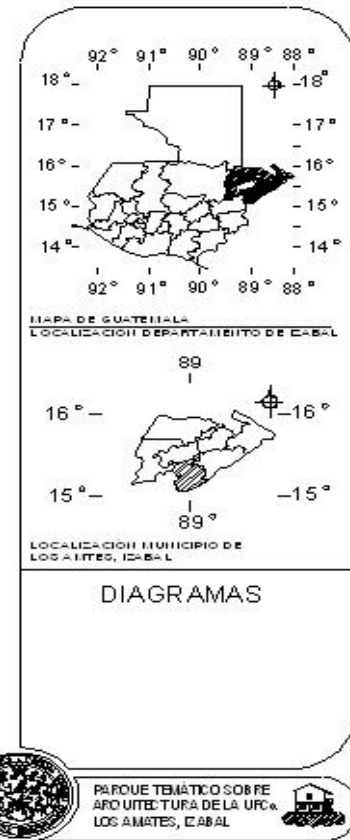 92° 91° 90° 89° 88°
18° 18°
17° 17°
16° 16°
15° 15°
14° 14°
92° 91° 90° 89° 88°
MAPA DE GUATEMALA
LOCALIZACION DEPARTAMENTO DE IZABAL
89
16° 16°
15° 15°
89°
LOCALIZACIÓN MUNICIPIO DE
LOS AMTES, IZABAL
DIAGRAMAS
PARQUE TEMÁTICO SOBRE
ARQUITECTURA DE LA UFCo.
LOS AMATES, IZABAL